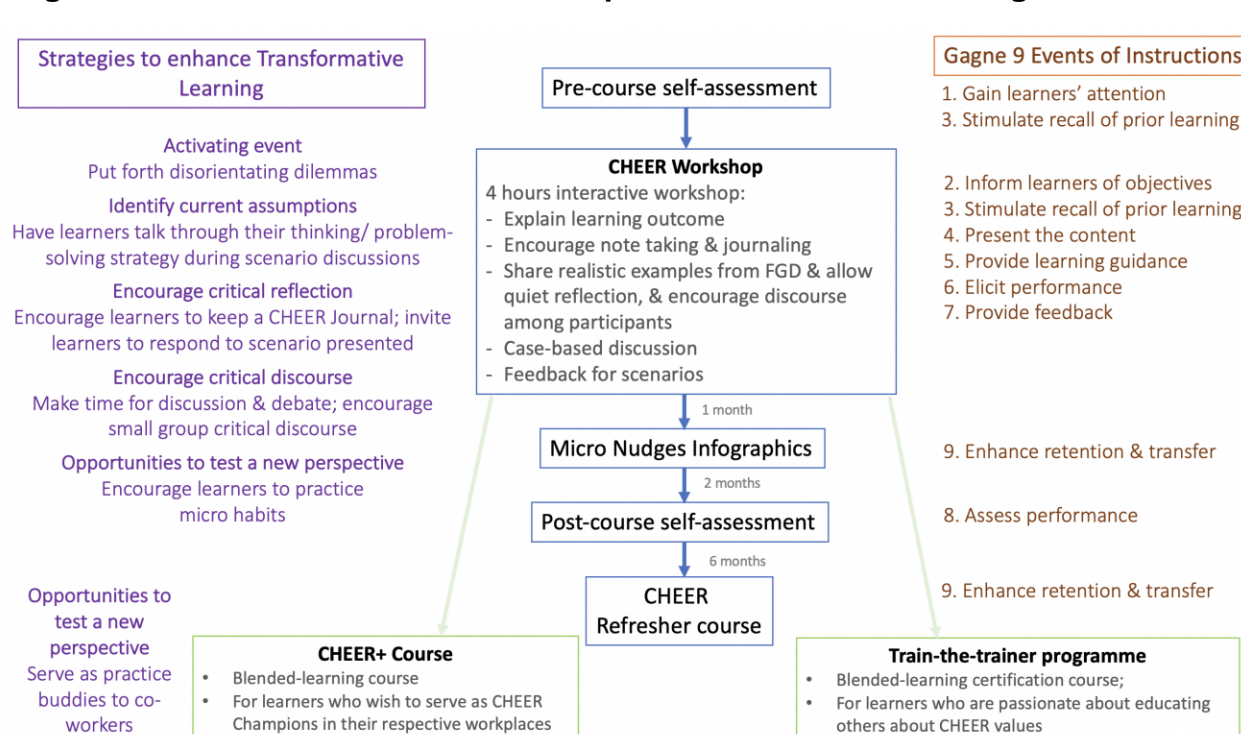 Strategies to enhance Transformative
Learning
Activating event
Put forth disorientating dilemmas
Identify current assumptions
Have learners talk through their thinking/ problem-
solving strategy during scenario discussions
Encourage critical reflection
Encourage learners to keep a CHEER Journal; invite
learners to respond to scenario presented
Encourage critical discourse
Make time for discussion & debate; encourage
small group critical discourse
Opportunities to test a new perspective
Encourage learners to practice
micro habits
Opportunities to
test a new
perspective
Serve as practice
buddies to co-
workers
Pre-course self-assessment
CHEER Workshop
4 hours interactive workshop:
- Explain learning outcome
- Encourage note taking & journaling
- Share realistic examples from FGD & allow
quiet reflection, & encourage discourse
among participants
- Case-based discussion
- Feedback for scenarios
1 month
Micro Nudges Infographics
2 months
Post-course self-assessment
6 months
CHEER
Refresher course
CHEER+ Course
• Blended-learning course
• For learners who wish to serve as CHEER
Champions in their respective workplaces
Gagne 9 Events of Instructions
1. Gain learners' attention
3. Stimulate recall of prior learning
2. Inform learners of objectives
3. Stimulate recall of prior learning
4. Present the content
5. Provide learning guidance
6. Elicit performance
7. Provide feedback
9. Enhance retention & transfer
8. Assess performance
9. Enhance retention & transfer
Train-the-trainer programme
• Blended-learning certification course;
• For learners who are passionate about educating
others about CHEER values